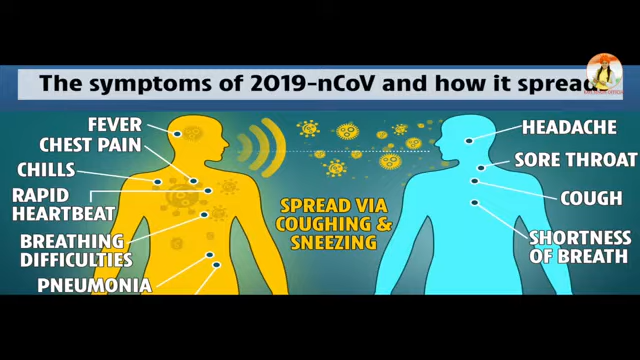 The symptoms of 2019-nCoV and how it spreads
FEVER
CHEST PAIN
CHILLS
RAPID
HEARTBEAT
BREATHING
DIFFICULTIES
PNEUMONIA
SPREAD VIA
COUGHING &
SNEEZING
HEADACHE
SORE THROAT
COUGH
SHORTNESS
OF BREATH